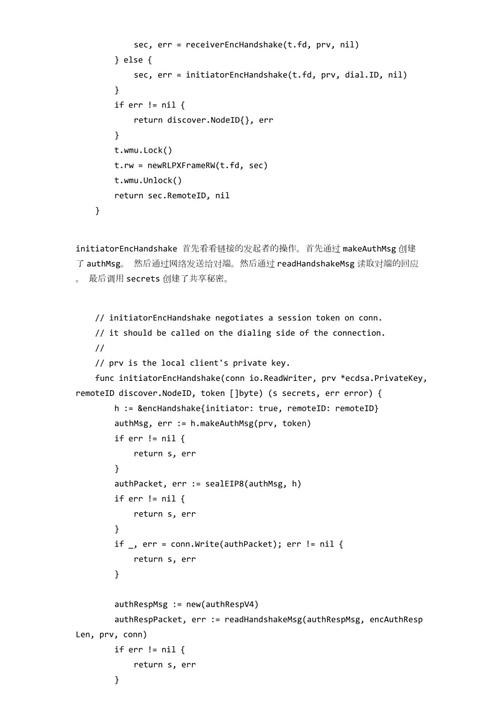 sec, err = receiverEncHandshake(t.fd, prv, nil)
} else {
sec, err = initiatorEncHandshake(t.fd, prv, dial.ID, nil)
}
if err != nil {
return discover.NodeID{}, err
}
t.wmu.Lock()
t.rw = newRLPXFrameRW(t.fd, sec)
t.wmu.Unlock()
return sec.RemoteID, nil
}
initiatorEncHandshake 首先看看链接的发起者的操作。首先通过 makeAuthMsg 创建
了 authMsg。 然后通过网络发送给对端。然后通过 readHandshakeMsg 读取对端的回应
。 最后调用 secrets 创建了共享秘密。
// initiatorEncHandshake negotiates a session token on conn.
// it should be called on the dialing side of the connection.
//
// prv is the local client's private key.
func initiatorEncHandshake(conn io.ReadWriter, prv *ecdsa.PrivateKey,
remoteID discover.NodeID, token []byte) (s secrets, err error) {
h := &encHandshake{initiator: true, remoteID: remoteID}
authMsg, err := h.makeAuthMsg(prv, token)
if err != nil {
return s, err
}
authPacket, err := sealEIP8(authMsg, h)
if err != nil {
return s, err
}
if _, err = conn.Write(authPacket); err != nil {
return s, err
}
authRespMsg := new(authRespV4)
authRespPacket, err := readHandshakeMsg(authRespMsg, encAuthResp
Len, prv, conn)
if err != nil {
return s, err
}